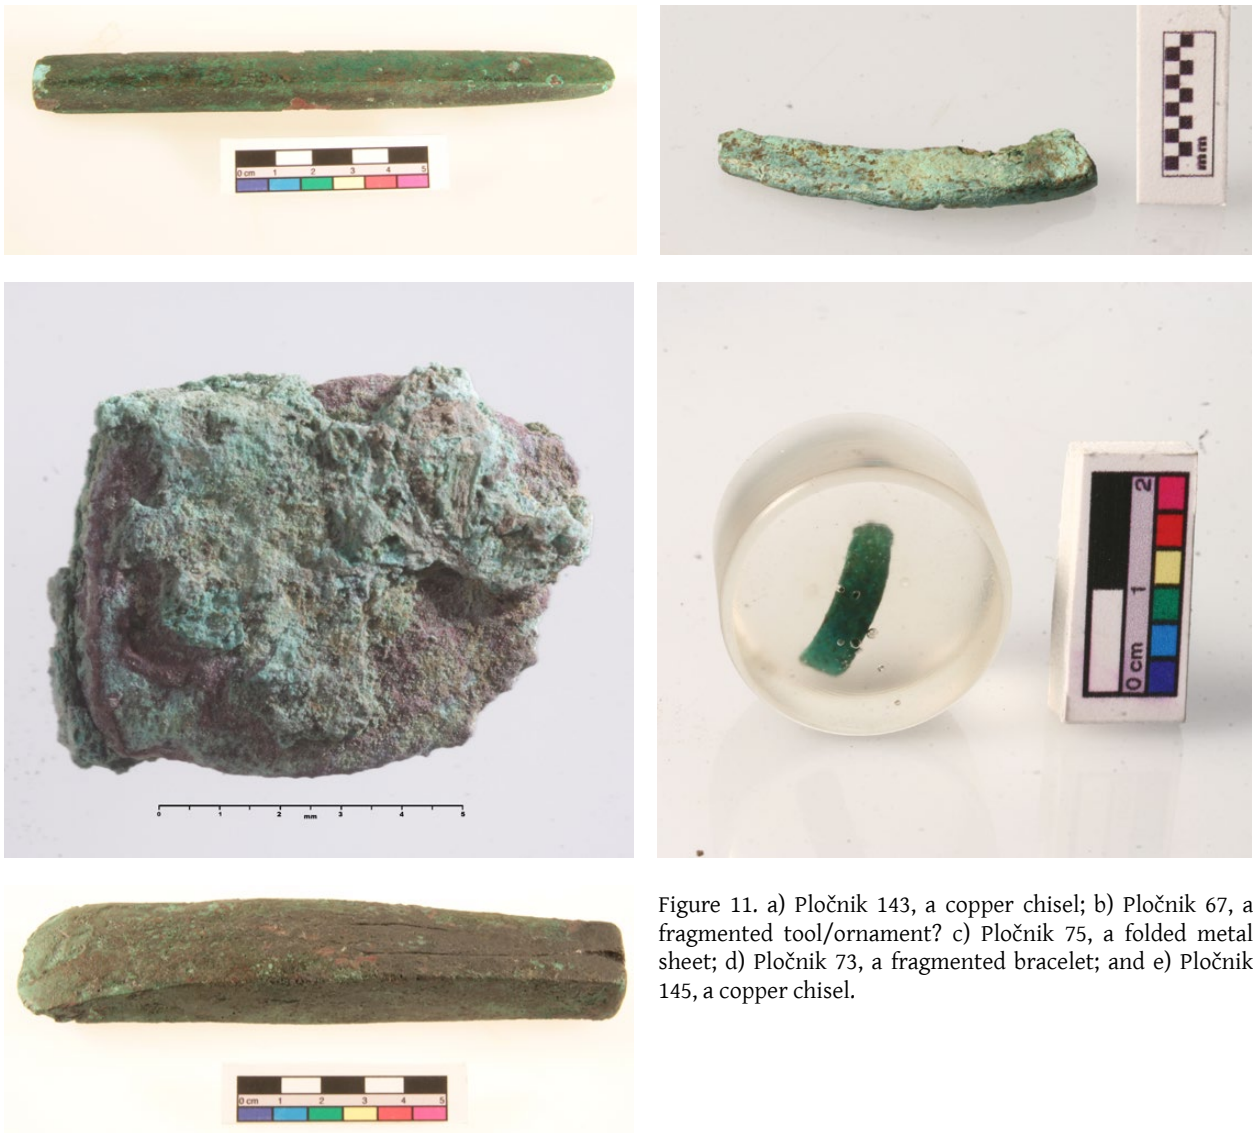 0 cm 1 2 3 4 5
mm
0 1 2 3 4 5
mm
0 cm 1 2
Figure 11. a) Pločnik 143, a copper chisel; b) Pločnik 67, a
fragmented tool/ornament? c) Pločnik 75, a folded metal
sheet; d) Pločnik 73, a fragmented bracelet; and e) Pločnik
145, a copper chisel.
0 cm 1 2 3 4 5